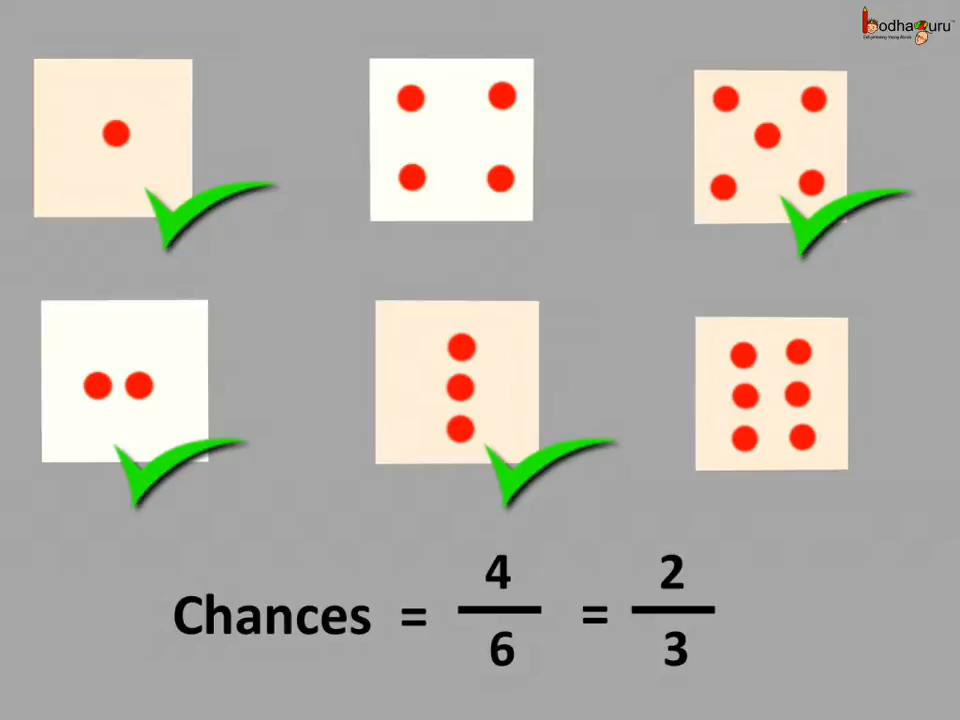 bodhaguru
Chances = 4/6 = 2/3